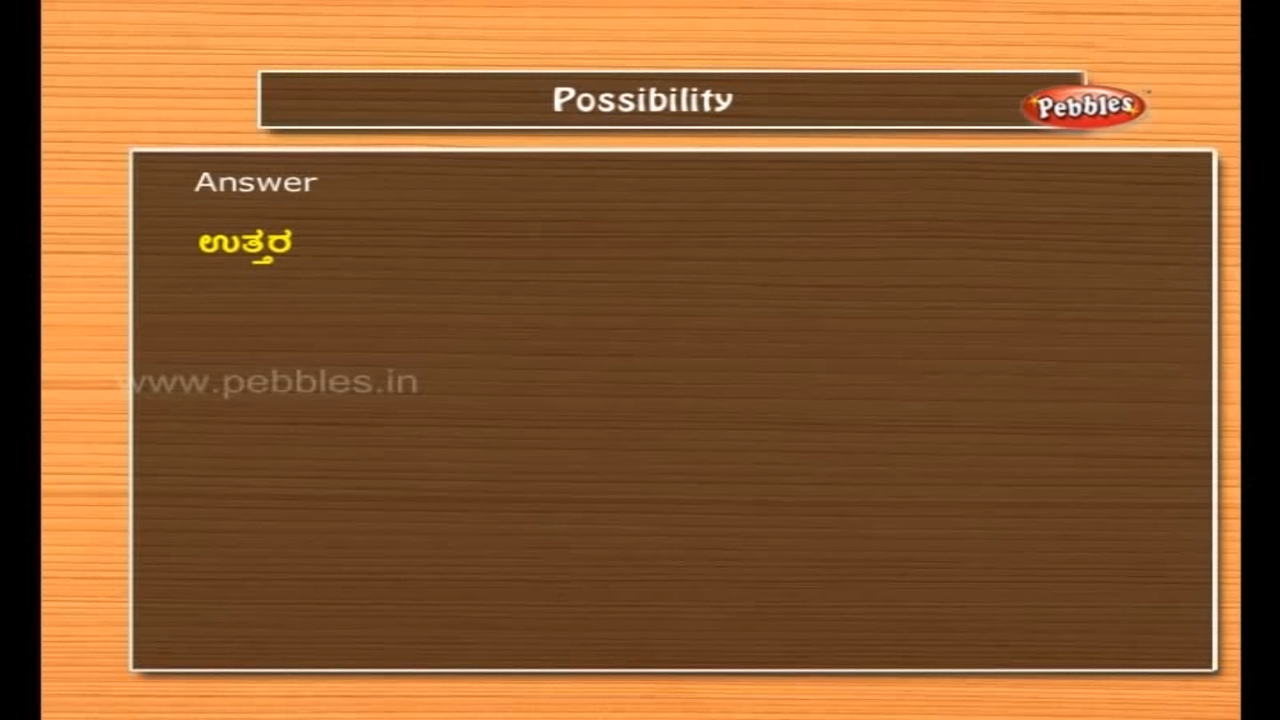 Possibility
Pebbles
Answer
ಉತ್ತರ
www.pebbles.in